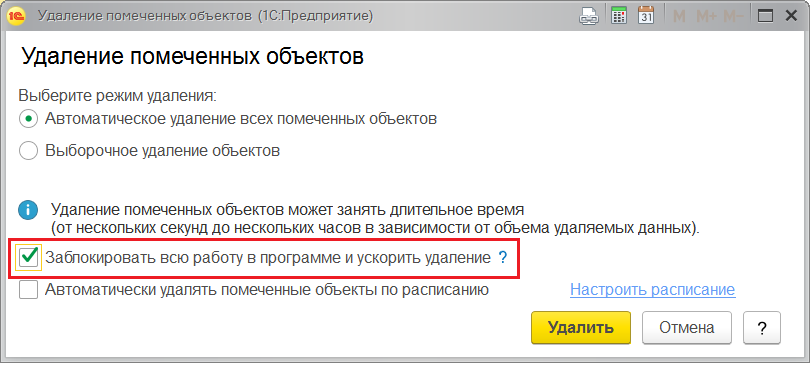 1С Удаление помеченных объектов (1С:Предприятие) 31 M M+ M−
Удаление помеченных объектов
Выберите режим удаления:
Автоматическое удаление всех помеченных объектов
Выборочное удаление объектов
Удаление помеченных объектов может занять длительное время
(от нескольких секунд до нескольких часов в зависимости от объема удаляемых данных).
Заблокировать всю работу в программе и ускорить удаление ?
Автоматически удалять помеченные объекты по расписанию Настроить расписание
Удалить Отмена ?